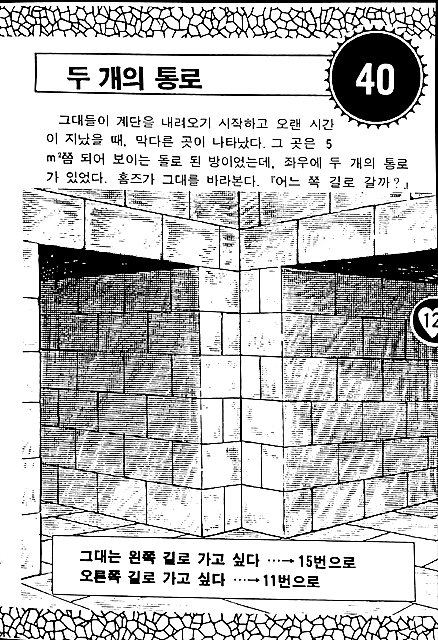 두 개의 통로
40
그대들이 계단을 내려오기 시작하고 오랜 시간
이 지났을 때, 막다른 곳이 나타났다. 그 곳은 5
m²쯤 되어 보이는 돌로 된 방이었는데, 좌우에 두 개의 통로
가 있었다. 홈즈가 그대를 바라본다. 『어느 쪽 길로 갈까?』
12
그대는 왼쪽 길로 가고 싶다 ···→ 15번으로
오른쪽 길로 가고 싶다 ···→ 11번으로